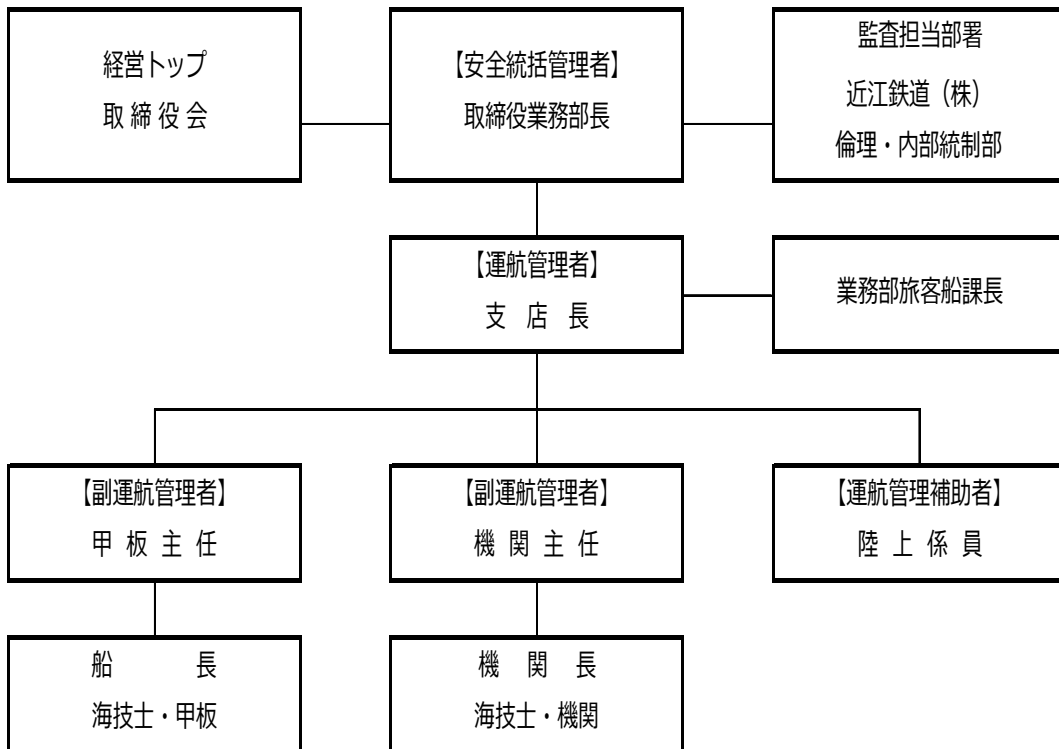 経営トップ
取締役会
【安全統括管理者】
取締役業務部長
監査担当部署
近江鉄道（株）
倫理・内部統制部
【運航管理者】
支店長
業務部旅客船課長
【副運航管理者】
甲板主任
【副運航管理者】
機関主任
【運航管理補助者】
陸上係員
船長
海技士・甲板
機関長
海技士・機関